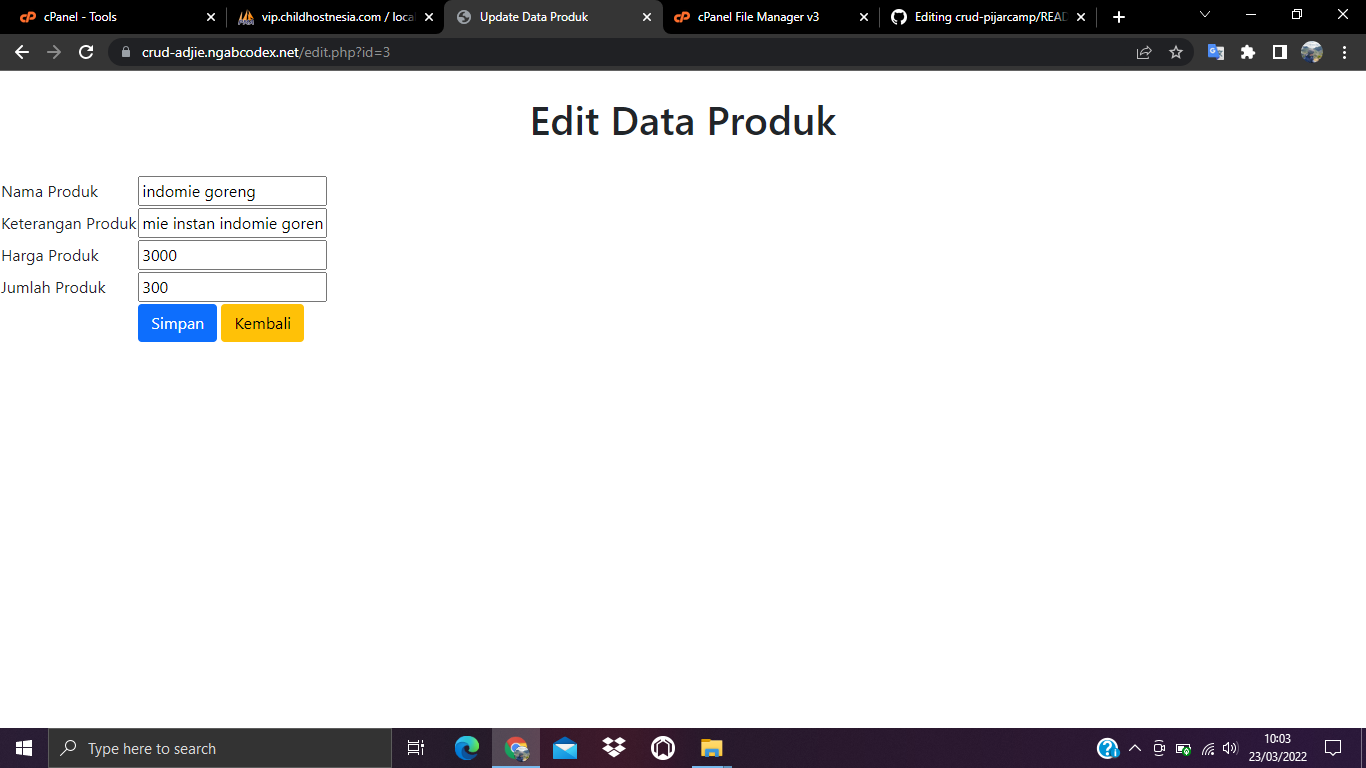 cPanel - Tools
vip.childhostnesia.com / loca
Update Data Produk
cPanel File Manager v3
Editing crud-pijarcamp/READ
crud-adjie.ngabcodex.net/edit.php?id=3
Edit Data Produk
Nama Produk indomie goreng
Keterangan Produk mie instan indomie goren
Harga Produk 3000
Jumlah Produk 300
Simpan Kembali
Type here to search
10:03
23/03/2022